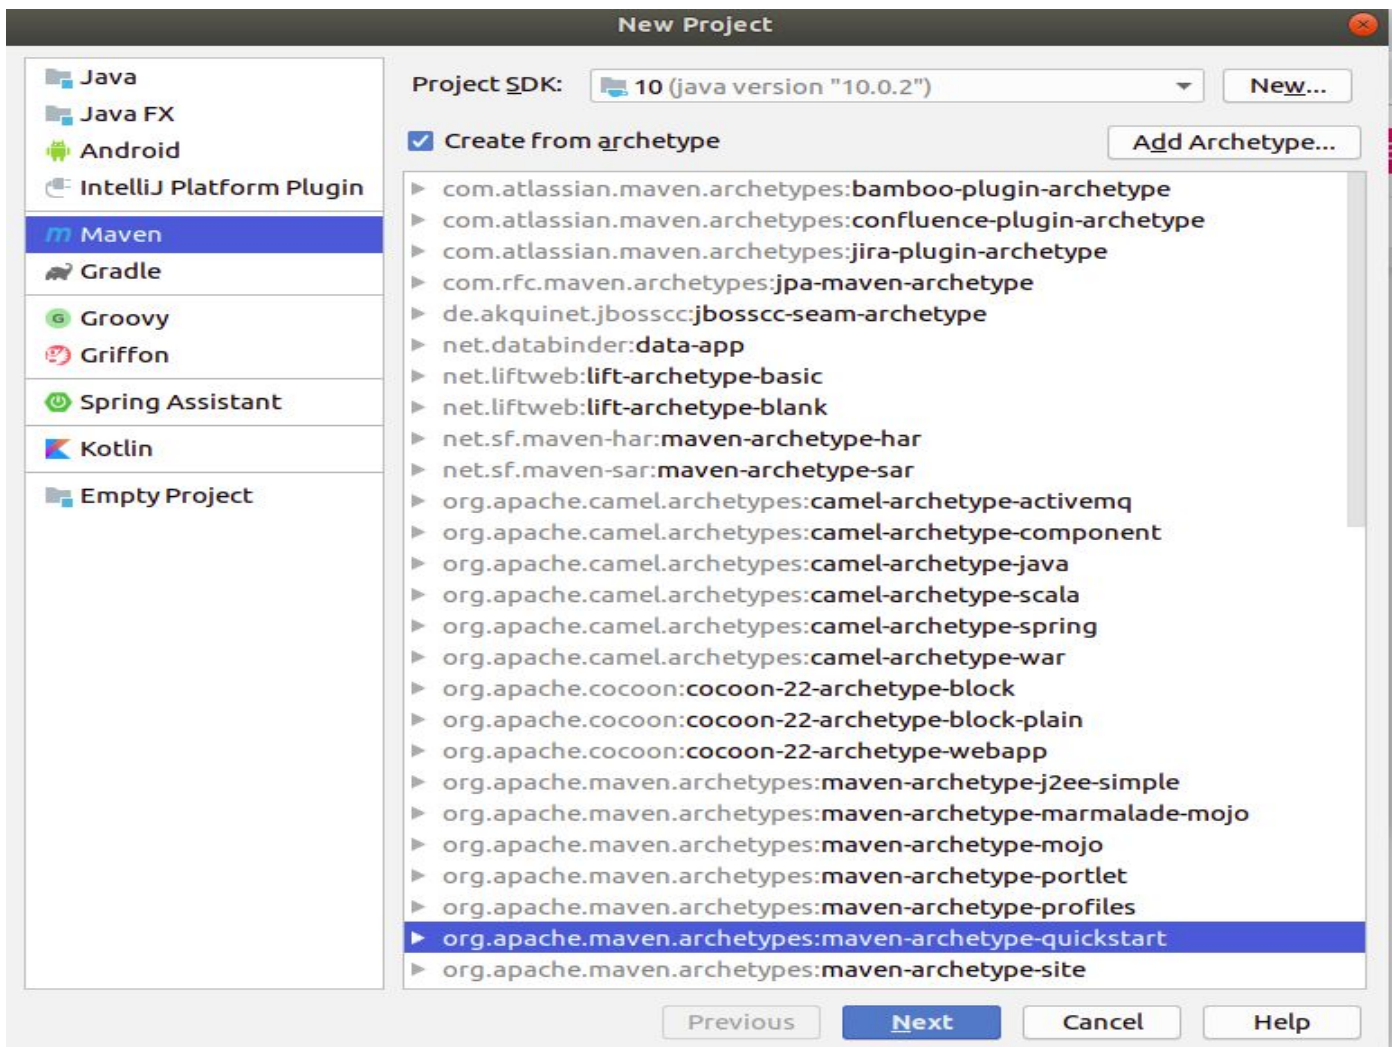 New Project
Java
Java FX
Android
IntelliJ Platform Plugin
Maven
Gradle
Groovy
Griffon
Spring Assistant
Kotlin
Empty Project
Project SDK: 10 (java version "10.0.2") New...
Create from archetype Add Archetype...
com.atlassian.maven.archetypes:bamboo-plugin-archetype
com.atlassian.maven.archetypes:confluence-plugin-archetype
com.atlassian.maven.archetypes:jira-plugin-archetype
com.rfc.maven.archetypes:jpa-maven-archetype
de.akquinet.jbosscc:jbosscc-seam-archetype
net.databinder:data-app
net.liftweb:lift-archetype-basic
net.liftweb:lift-archetype-blank
net.sf.maven-har:maven-archetype-har
net.sf.maven-sar:maven-archetype-sar
org.apache.camel.archetypes:camel-archetype-activemq
org.apache.camel.archetypes:camel-archetype-component
org.apache.camel.archetypes:camel-archetype-java
org.apache.camel.archetypes:camel-archetype-scala
org.apache.camel.archetypes:camel-archetype-spring
org.apache.camel.archetypes:camel-archetype-war
org.apache.cocoon:cocoon-22-archetype-block
org.apache.cocoon:cocoon-22-archetype-block-plain
org.apache.cocoon:cocoon-22-archetype-webapp
org.apache.maven.archetypes:maven-archetype-j2ee-simple
org.apache.maven.archetypes:maven-archetype-marmalade-mojo
org.apache.maven.archetypes:maven-archetype-mojo
org.apache.maven.archetypes:maven-archetype-portlet
org.apache.maven.archetypes:maven-archetype-profiles
org.apache.maven.archetypes:maven-archetype-quickstart
org.apache.maven.archetypes:maven-archetype-site
Previous Next Cancel Help